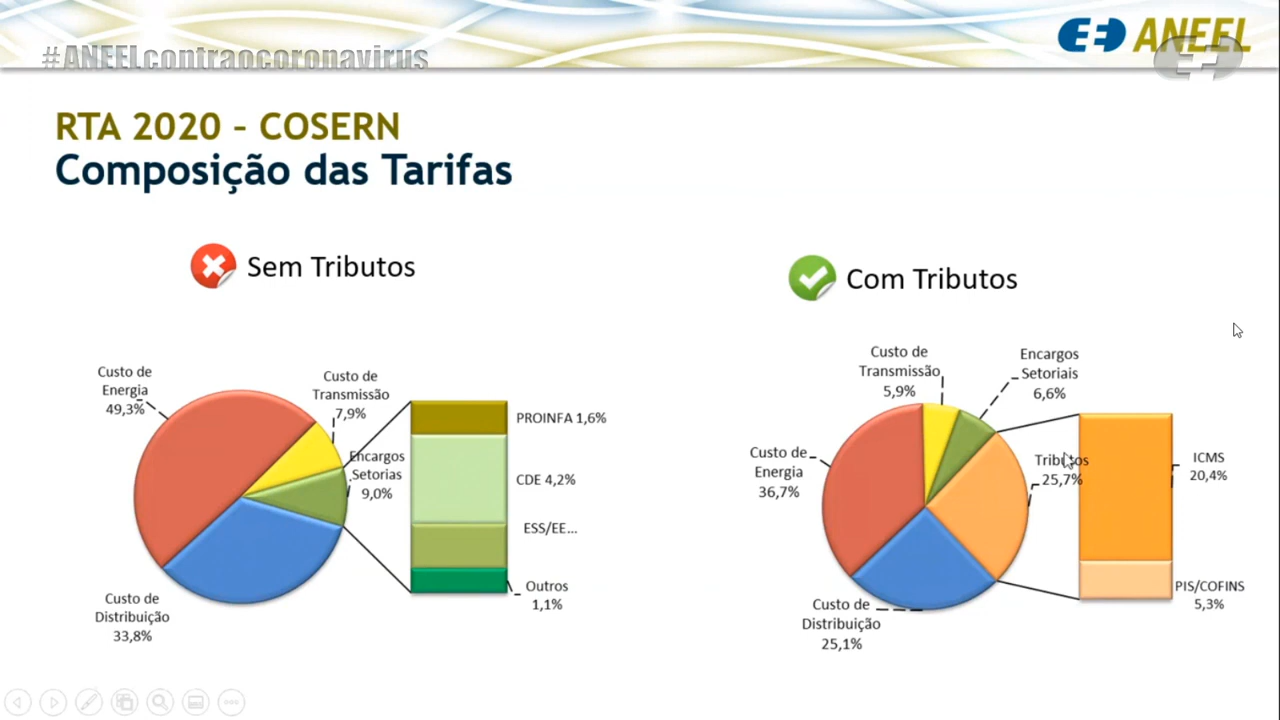 #ANEELcontraocoronavirus
ANEEL
RTA 2020 – COSERN
Composição das Tarifas
Sem Tributos
Custo de
Energia
49,3%
Custo de
Transmissão
7,9%
Encargos
Setorias
9,0%
Custo de
Distribuição
33,8%
PROINFA 1,6%
CDE 4,2%
ESS/EE...
Outros
1,1%
Com Tributos
Custo de
Transmissão
5,9%
Encargos
Setoriais
6,6%
Custo de
Energia
36,7%
Tributos
25,7%
Custo de
Distribuição
25,1%
ICMS
20,4%
PIS/COFINS
5,3%